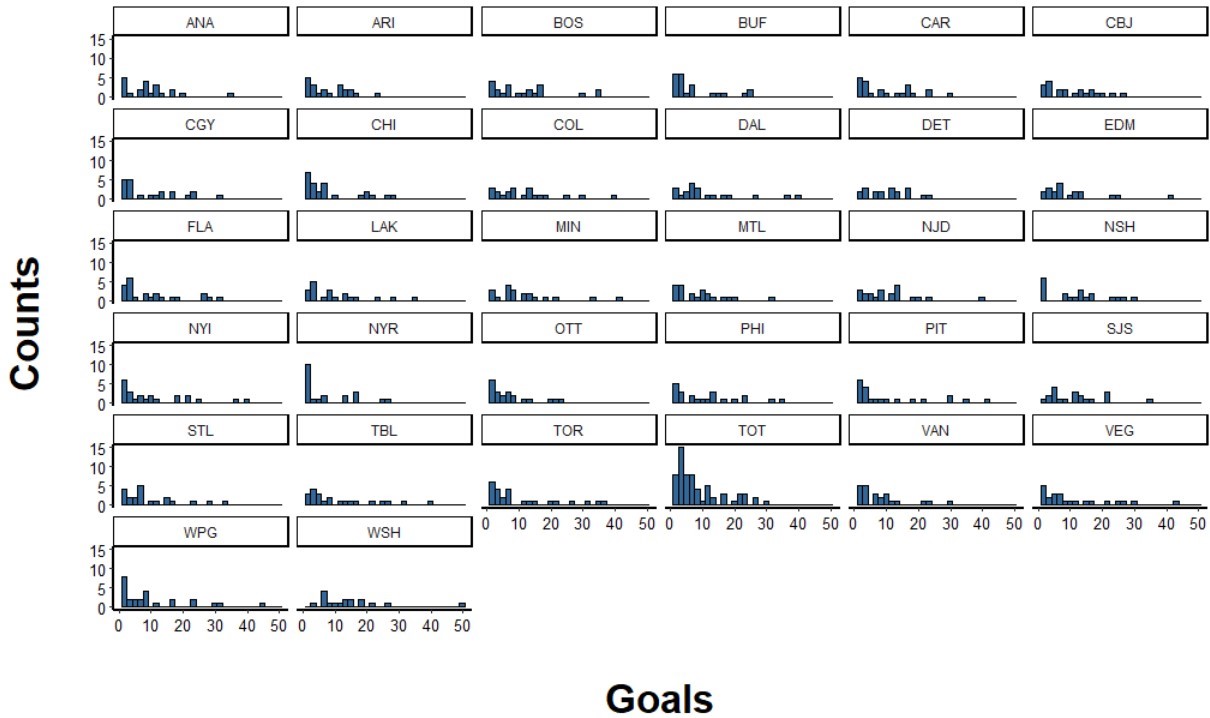 ANA ARI BOS BUF CAR CBJ
15
10
5
0
CGY CHI COL DAL DET EDM
15
10
5
0
FLA LAK MIN MTL NJD NSH
15
10
5
0
Counts
NYI NYR OTT PHI PIT SJS
15
10
5
0
STL TBL TOR TOT VAN VEG
15
10
5
0
0 10 20 30 40 50 0 10 20 30 40 50 0 10 20 30 40 50 0 10 20 30 40 50
WPG WSH
15
10
5
0
0 10 20 30 40 50 0 10 20 30 40 50
Goals